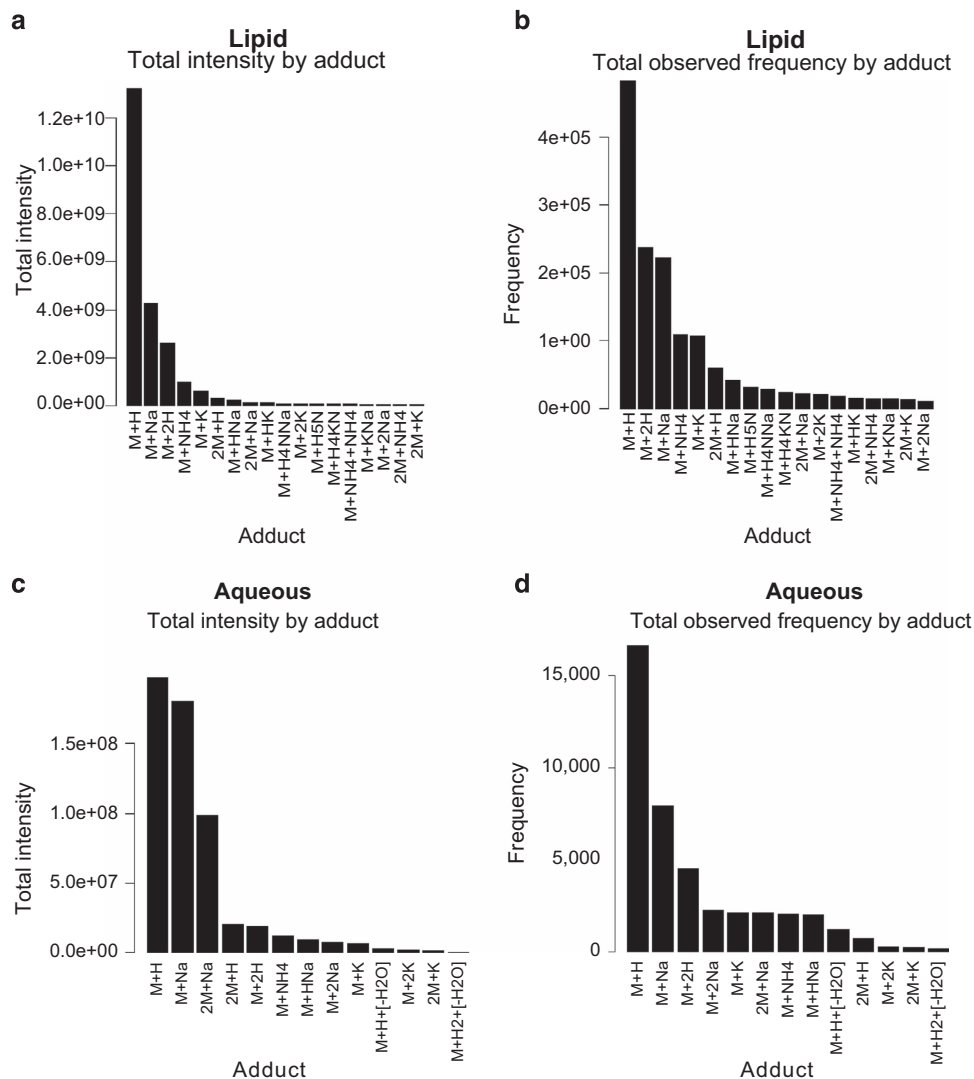 a
Lipid
Total intensity by adduct
Total intensity
1.2e+10
1.0e+10
8.0e+09
6.0e+09
4.0e+09
2.0e+09
0.0e+00
M+H
M+Na
M+2H
M+NH4
M+K
2M+H
M+HNa
2M+Na
M+HK
M+H4NNa
M+2K
M+H5N
M+H4KN
M+NH4+NH4
M+KNa
M+2Na
2M+NH4
2M+K
Adduct
b
Lipid
Total observed frequency by adduct
Frequency
4e+05
3e+05
2e+05
1e+00
0e+00
M+H
M+2H
M+Na
M+NH4
M+K
2M+H
M+HNa
M+H5N
M+H4NNa
M+H4KN
2M+Na
M+2K
M+NH4+NH4
M+HK
2M+NH4
M+KNa
2M+K
M+2Na
Adduct
c
Aqueous
Total intensity by adduct
Total intensity
1.5e+08
1.0e+08
5.0e+07
0.0e+00
M+H
M+Na
2M+Na
2M+H
M+2H
M+NH4
M+HNa
M+2Na
M+K
M+H+[-H2O]
M+2K
2M+K
M+H2+[-H2O]
Adduct
d
Aqueous
Total observed frequency by adduct
Frequency
15,000
10,000
5,000
0
M+H
M+Na
M+2H
M+2Na
M+K
2M+Na
M+NH4
M+HNa
M+H+[-H2O]
2M+H
M+2K
2M+K
M+H2+[-H2O]
Adduct